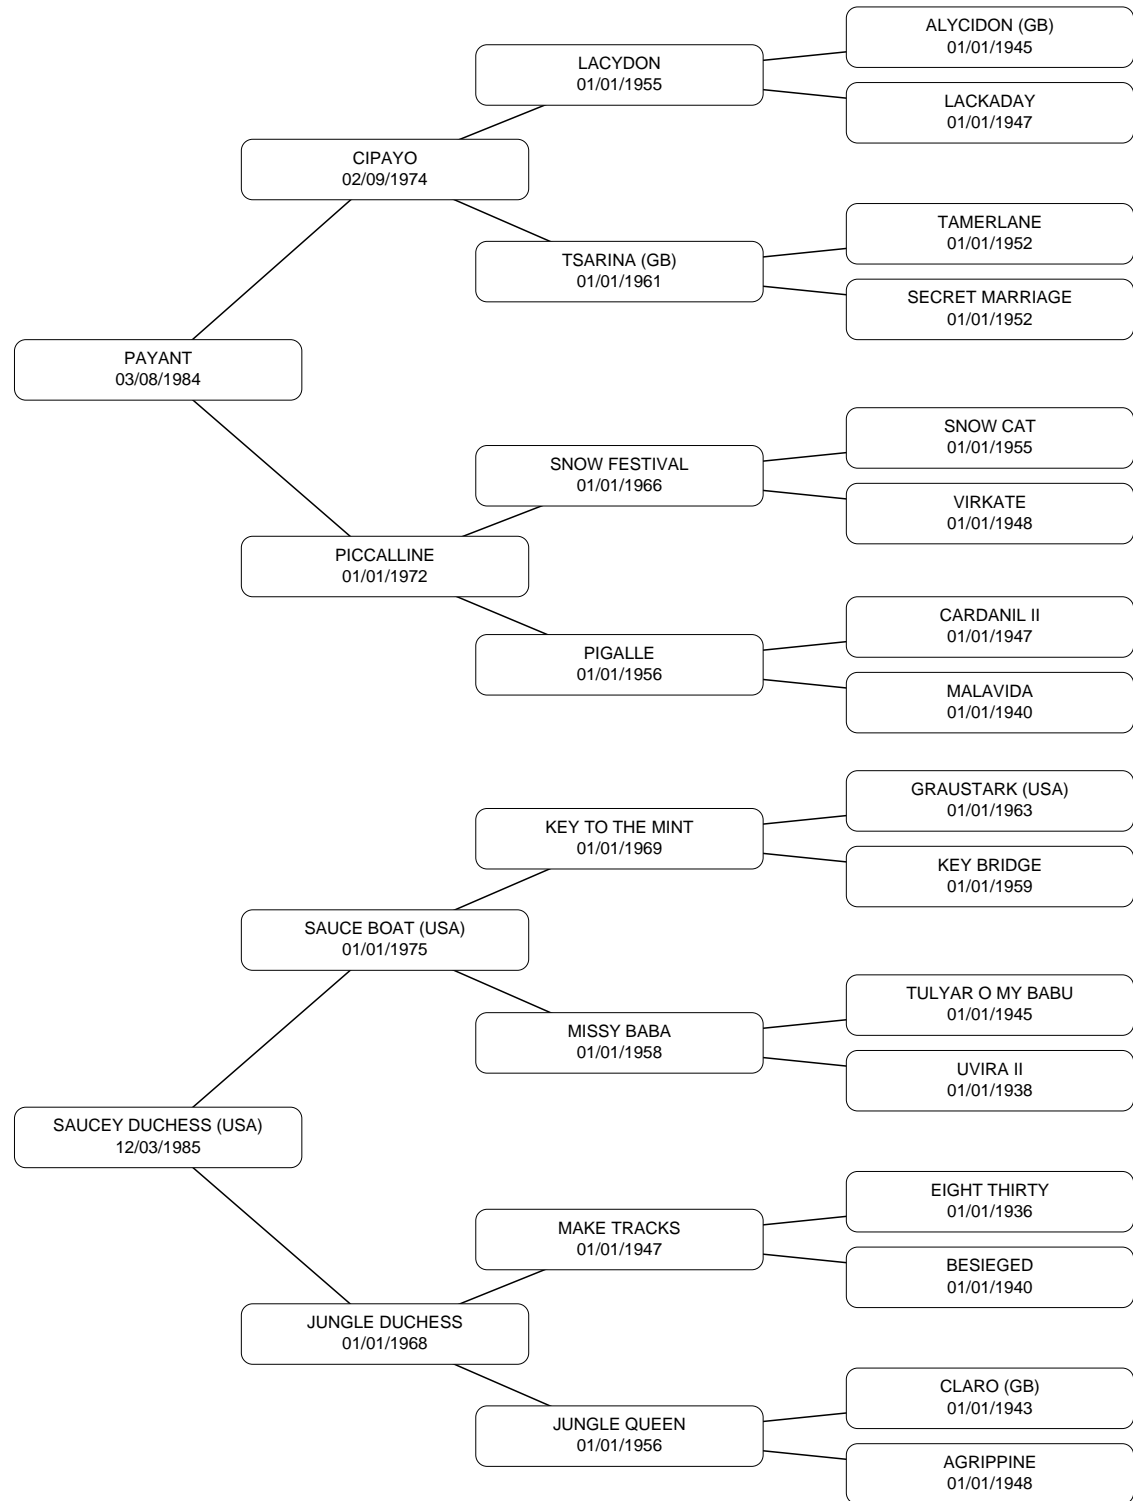 ALYCIDON (GB)
01/01/1945
LACYDON
01/01/1955
LACKADAY
01/01/1947
CIPAYO
02/09/1974
TAMERLANE
01/01/1952
TSARINA (GB)
01/01/1961
SECRET MARRIAGE
01/01/1952
PAYANT
03/08/1984
SNOW CAT
01/01/1955
SNOW FESTIVAL
01/01/1966
VIRKATE
01/01/1948
PICCALLINE
01/01/1972
CARDANIL II
01/01/1947
PIGALLE
01/01/1956
MALAVIDA
01/01/1940
GRAUSTARK (USA)
01/01/1963
KEY TO THE MINT
01/01/1969
KEY BRIDGE
01/01/1959
SAUCE BOAT (USA)
01/01/1975
TULYAR O MY BABU
01/01/1945
MISSY BABA
01/01/1958
UVIRA II
01/01/1938
SAUCEY DUCHESS (USA)
12/03/1985
EIGHT THIRTY
01/01/1936
MAKE TRACKS
01/01/1947
BESIEGED
01/01/1940
JUNGLE DUCHESS
01/01/1968
CLARO (GB)
01/01/1943
JUNGLE QUEEN
01/01/1956
AGRIPPINE
01/01/1948